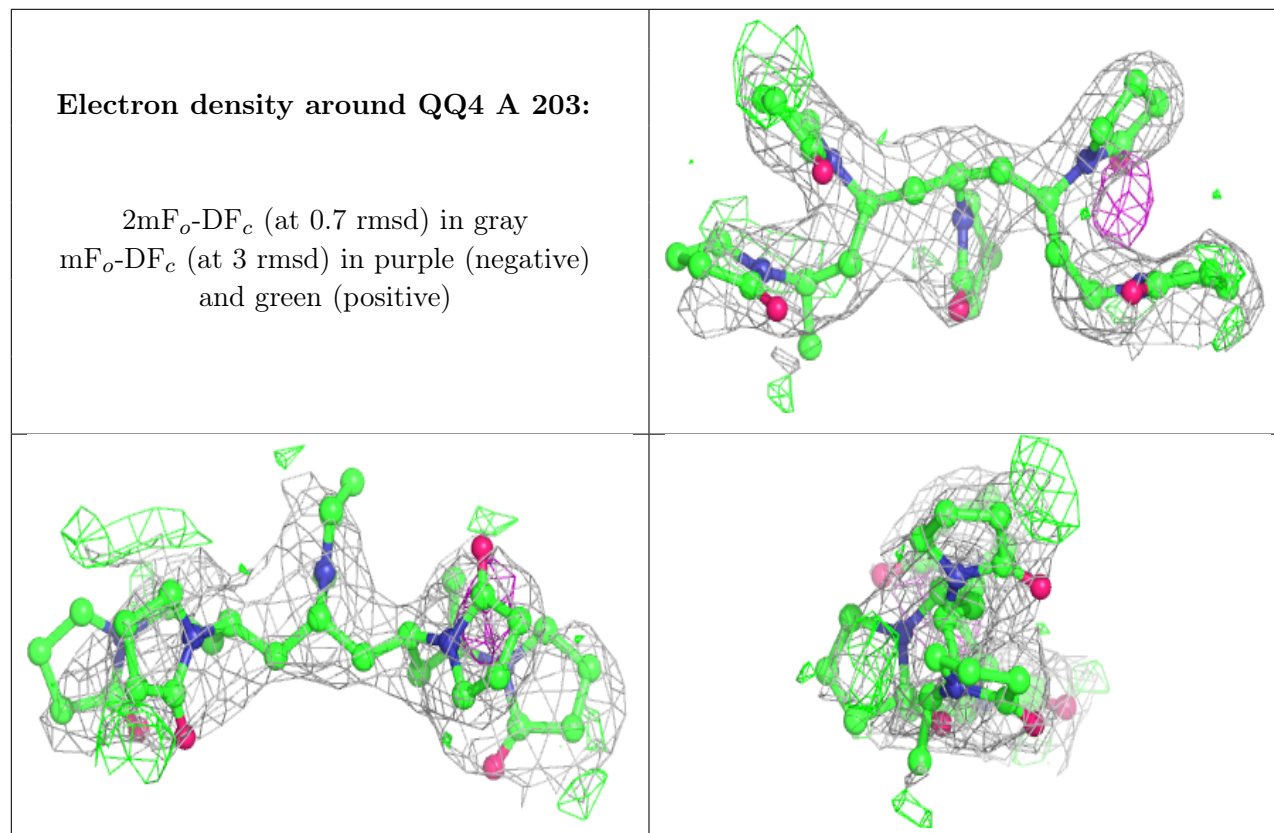 Electron density around QQ4 A 203:
2mFo-DFc (at 0.7 rmsd) in gray
mFo-DFc (at 3 rmsd) in purple (negative)
and green (positive)